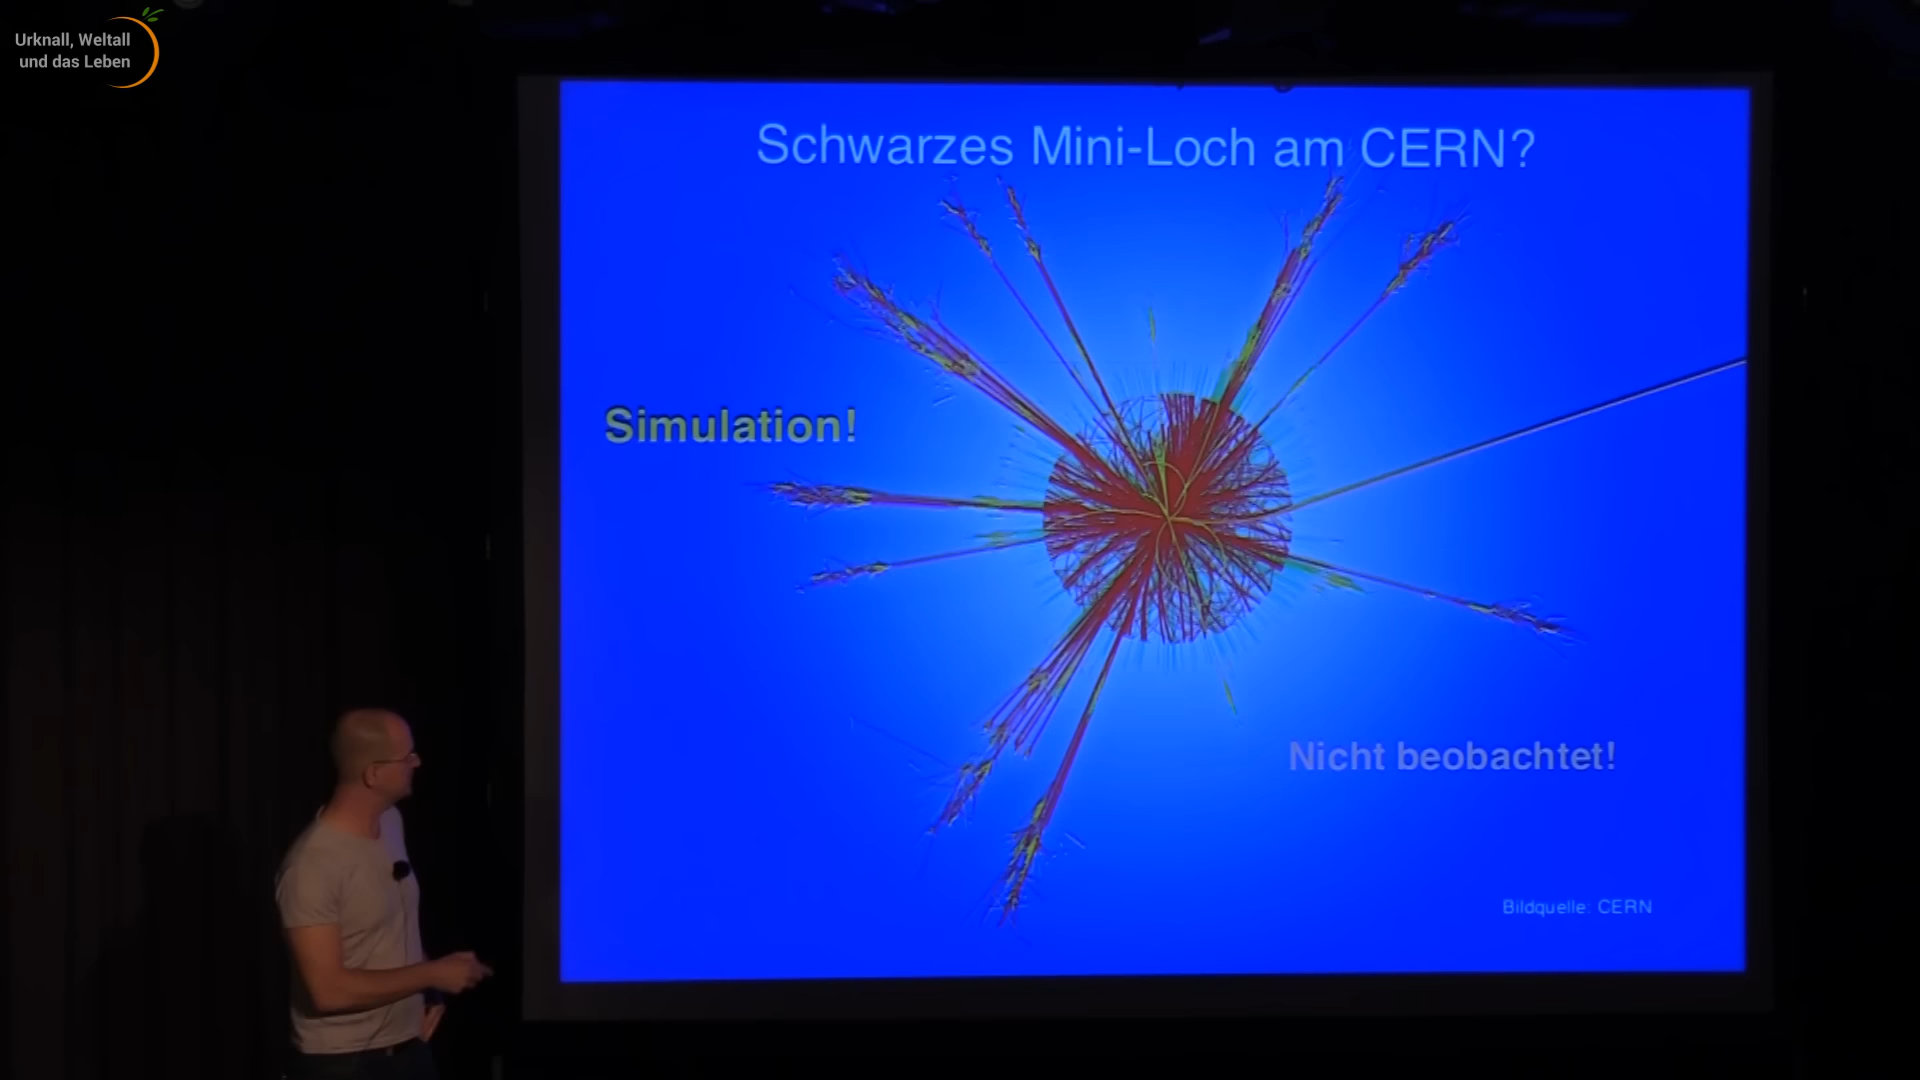 Urknall, Weltall
und das Leben
Schwarzes Mini-Loch am CERN?
Simulation!
Nicht beobachtet!
Bildquelle: CERN